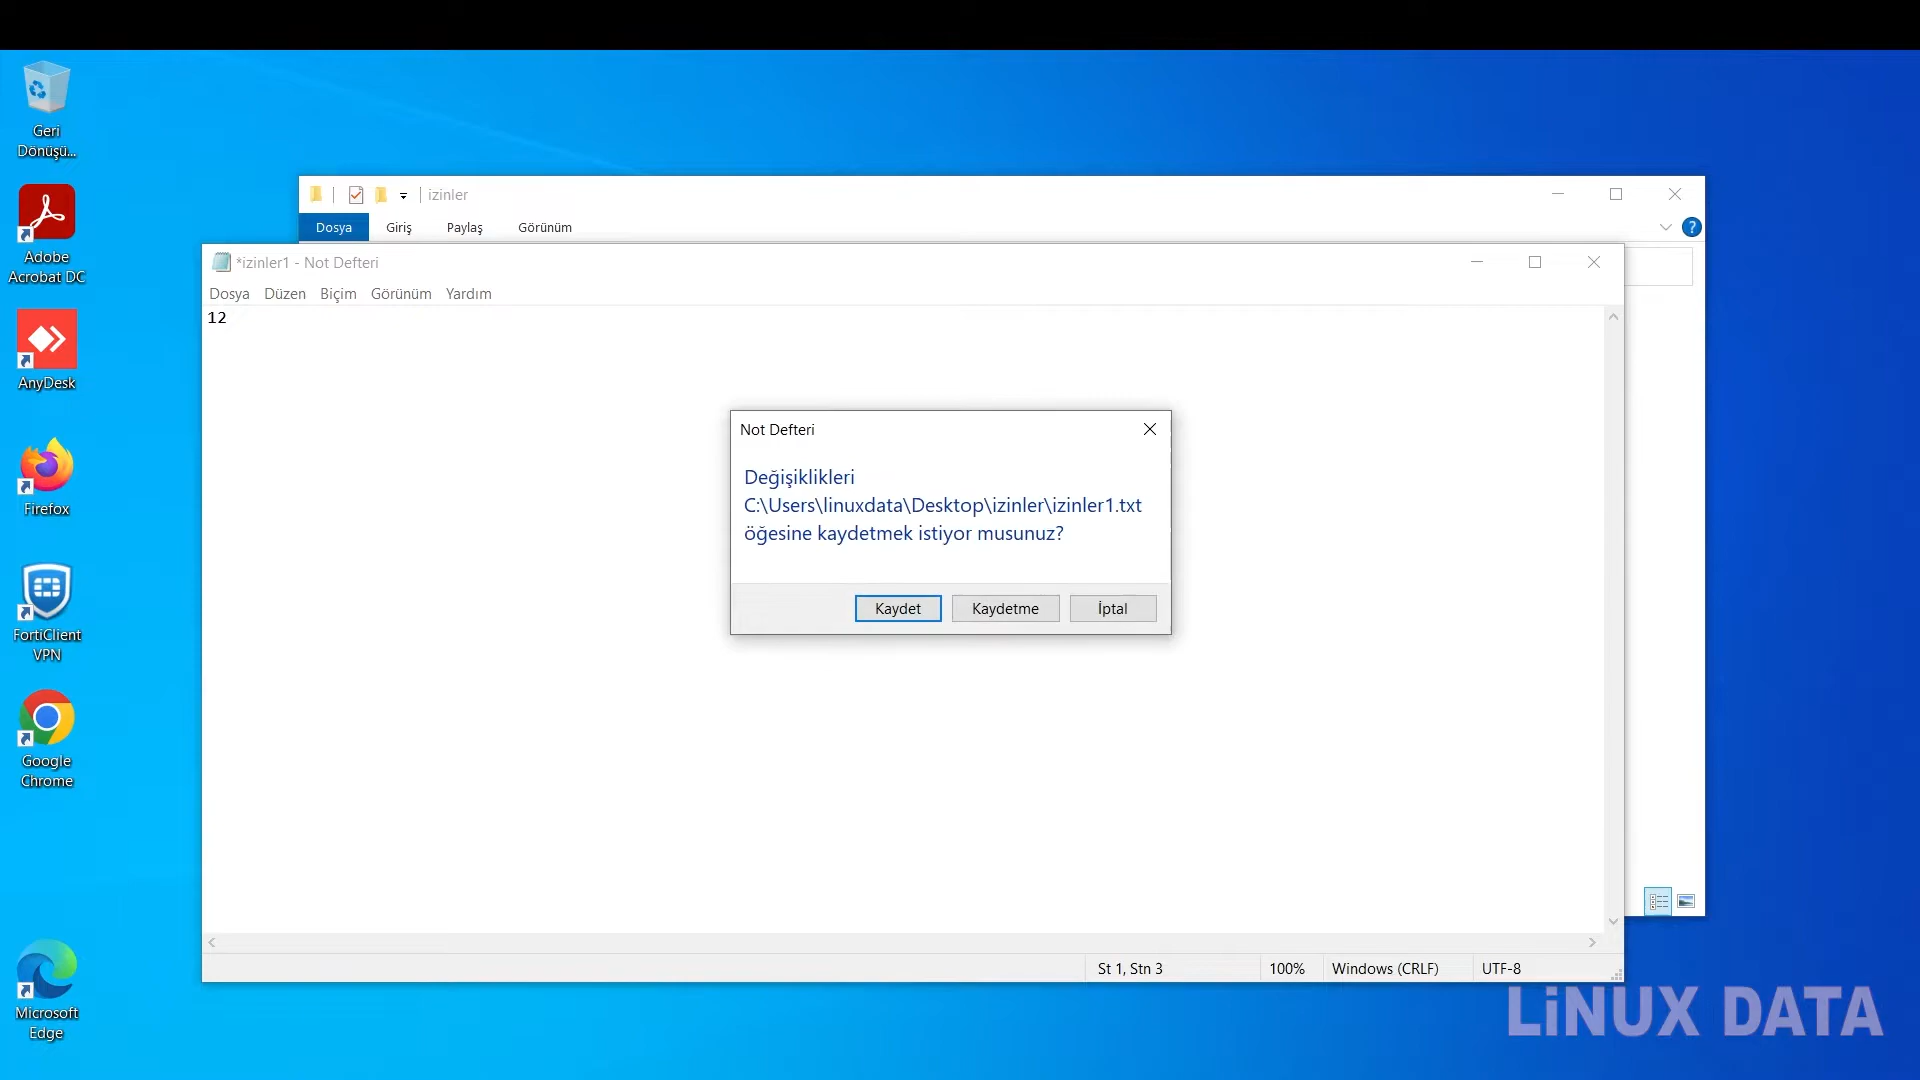 Geri
Dönüşü...
Adobe
Acrobat DC
AnyDesk
Firefox
FortiClient
VPN
Google
Chrome
Microsoft
Edge
izinler
Dosya Giriş Paylaş Görünüm
?
*izinler1 - Not Defteri
Dosya Düzen Biçim Görünüm Yardım
12
Not Defteri
Değişiklikleri
C:\Users\linuxdata\Desktop\izinler\izinler1.txt
öğesine kaydetmek istiyor musunuz?
Kaydet Kaydetme İptal
St 1, Stn 3 100% Windows (CRLF) UTF-8
LiNUX DATA